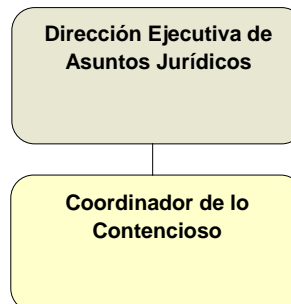 Dirección Ejecutiva de
Asuntos Jurídicos
Coordinador de lo
Contencioso